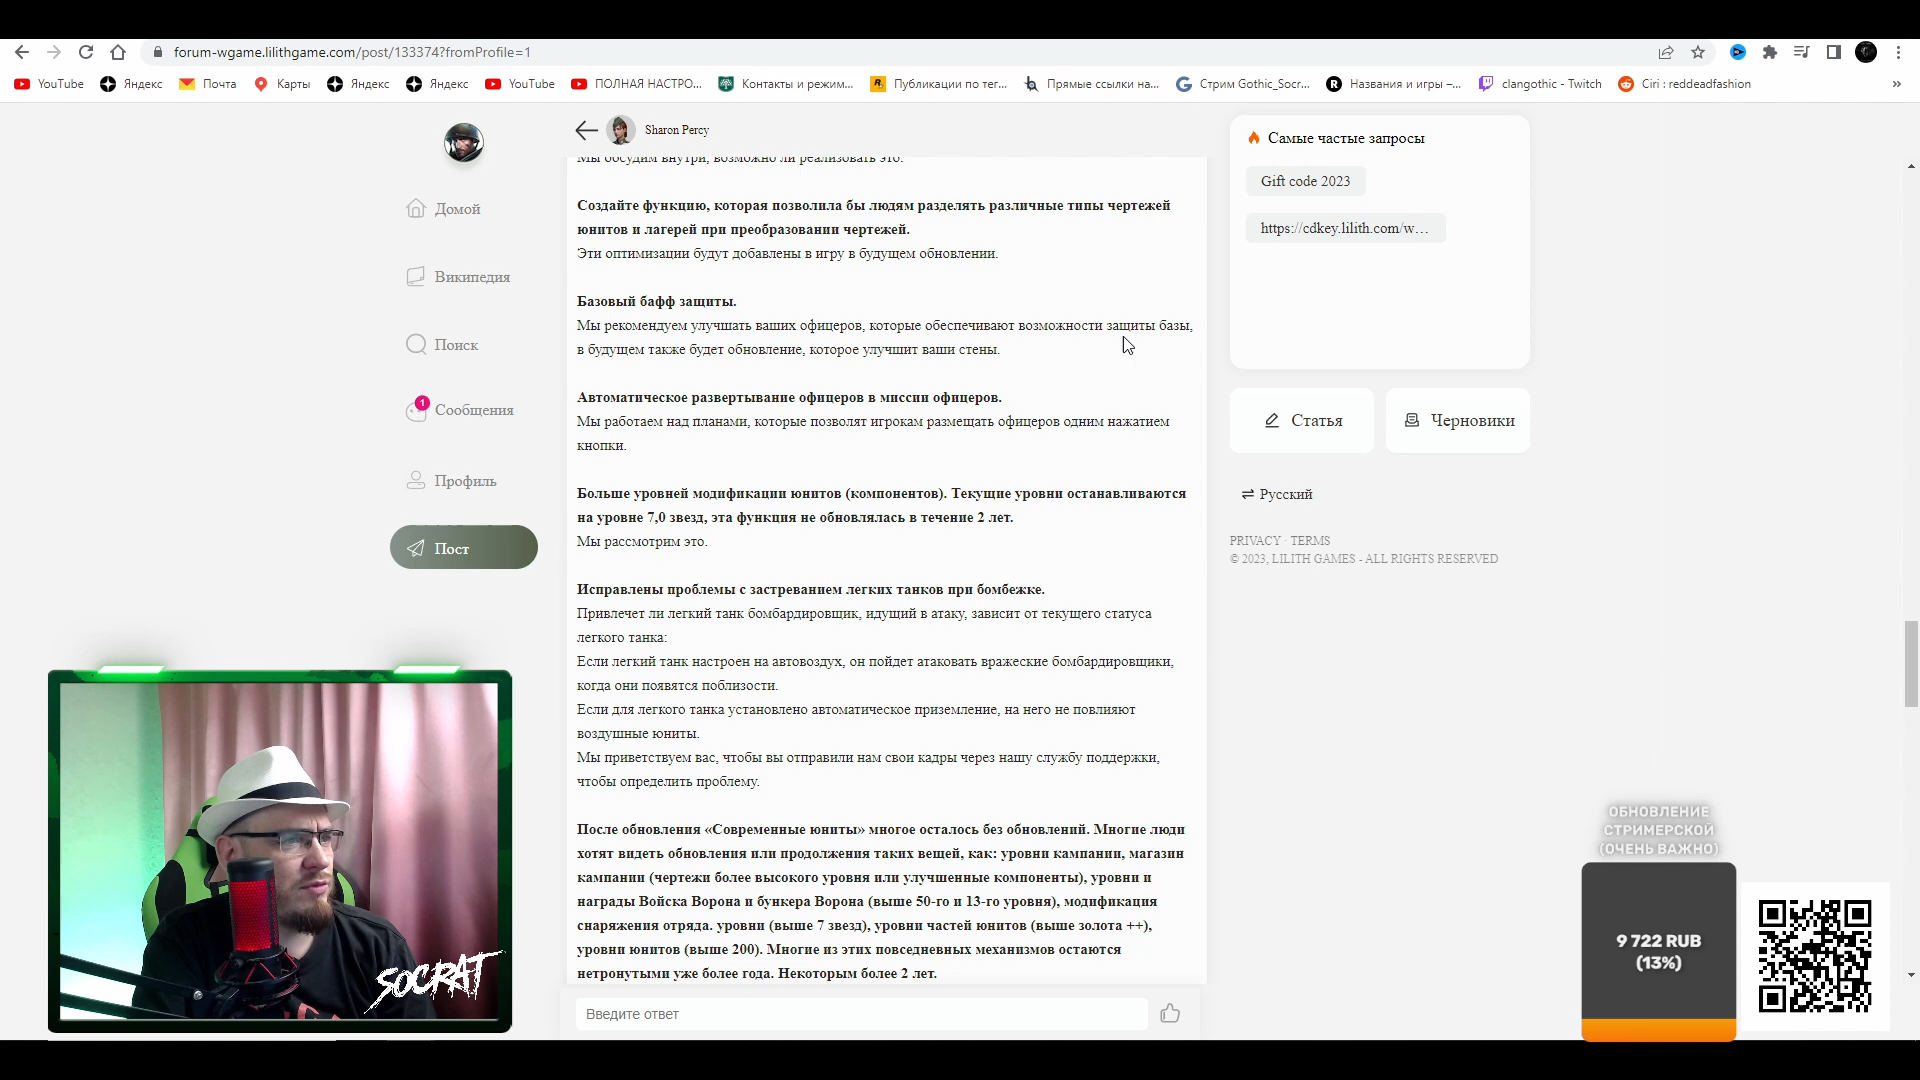 forum-wgame.lilithgame.com/post/133374?fromProfile=1
YouTube Яндекс Почта Карты Яндекс Яндекс YouTube ПОЛНАЯ НАСТРО... Контакты и режим... Публикации по тег... Прямые ссылки на... Стрим Gothic_Socr... Названия и игры –... clangothic - Twitch Ciri : reddeadfashion »
Sharon Percy
Мы обсудим внутри, возможно ли реализовать это.
Создайте функцию, которая позволила бы людям разделять различные типы чертежей
юнитов и лагерей при преобразовании чертежей.
Эти оптимизации будут добавлены в игру в будущем обновлении.
Базовый бафф защиты.
Мы рекомендуем улучшать ваших офицеров, которые обеспечивают возможности защиты базы,
в будущем также будет обновление, которое улучшит ваши стены.
Автоматическое развертывание офицеров в миссии офицеров.
Мы работаем над планами, которые позволят игрокам размещать офицеров одним нажатием
кнопки.
Больше уровней модификации юнитов (компонентов). Текущие уровни останавливаются
на уровне 7,0 звезд, эта функция не обновлялась в течение 2 лет.
Мы рассмотрим это.
Исправлены проблемы с застреванием легких танков при бомбежке.
Привлечет ли легкий танк бомбардировщик, идущий в атаку, зависит от текущего статуса
легкого танка:
Если легкий танк настроен на автовоздух, он пойдет атаковать вражеские бомбардировщики,
когда они появятся поблизости.
Если для легкого танка установлено автоматическое приземление, на него не повлияют
воздушные юниты.
Мы приветствуем вас, чтобы вы отправили нам свои кадры через нашу службу поддержки,
чтобы определить проблему.
После обновления «Современные юниты» многое осталось без обновлений. Многие люди
хотят видеть обновления или продолжения таких вещей, как: уровни кампании, магазин
кампании (чертежи более высокого уровня или улучшенные компоненты), уровни и
награды Войска Ворона и бункера Ворона (выше 50-го и 13-го уровня), модификация
снаряжения отряда. уровни (выше 7 звезд), уровни частей юнитов (выше золота ++),
уровни юнитов (выше 200). Многие из этих повседневных механизмов остаются
нетронутыми уже более года. Некоторым более 2 лет.
Введите ответ
Домой
Википедия
Поиск
1
Сообщения
Профиль
Пост
Самые частые запросы
Gift code 2023
https://cdkey.lilith.com/w...
Статья
Черновики
Русский
PRIVACY · TERMS
© 2023, LILITH GAMES - ALL RIGHTS RESERVED
SOCRAT
ОБНОВЛЕНИЕ
СТРИМЕРСКОЙ
(ОЧЕНЬ ВАЖНО)
9 722 RUB
(13%)